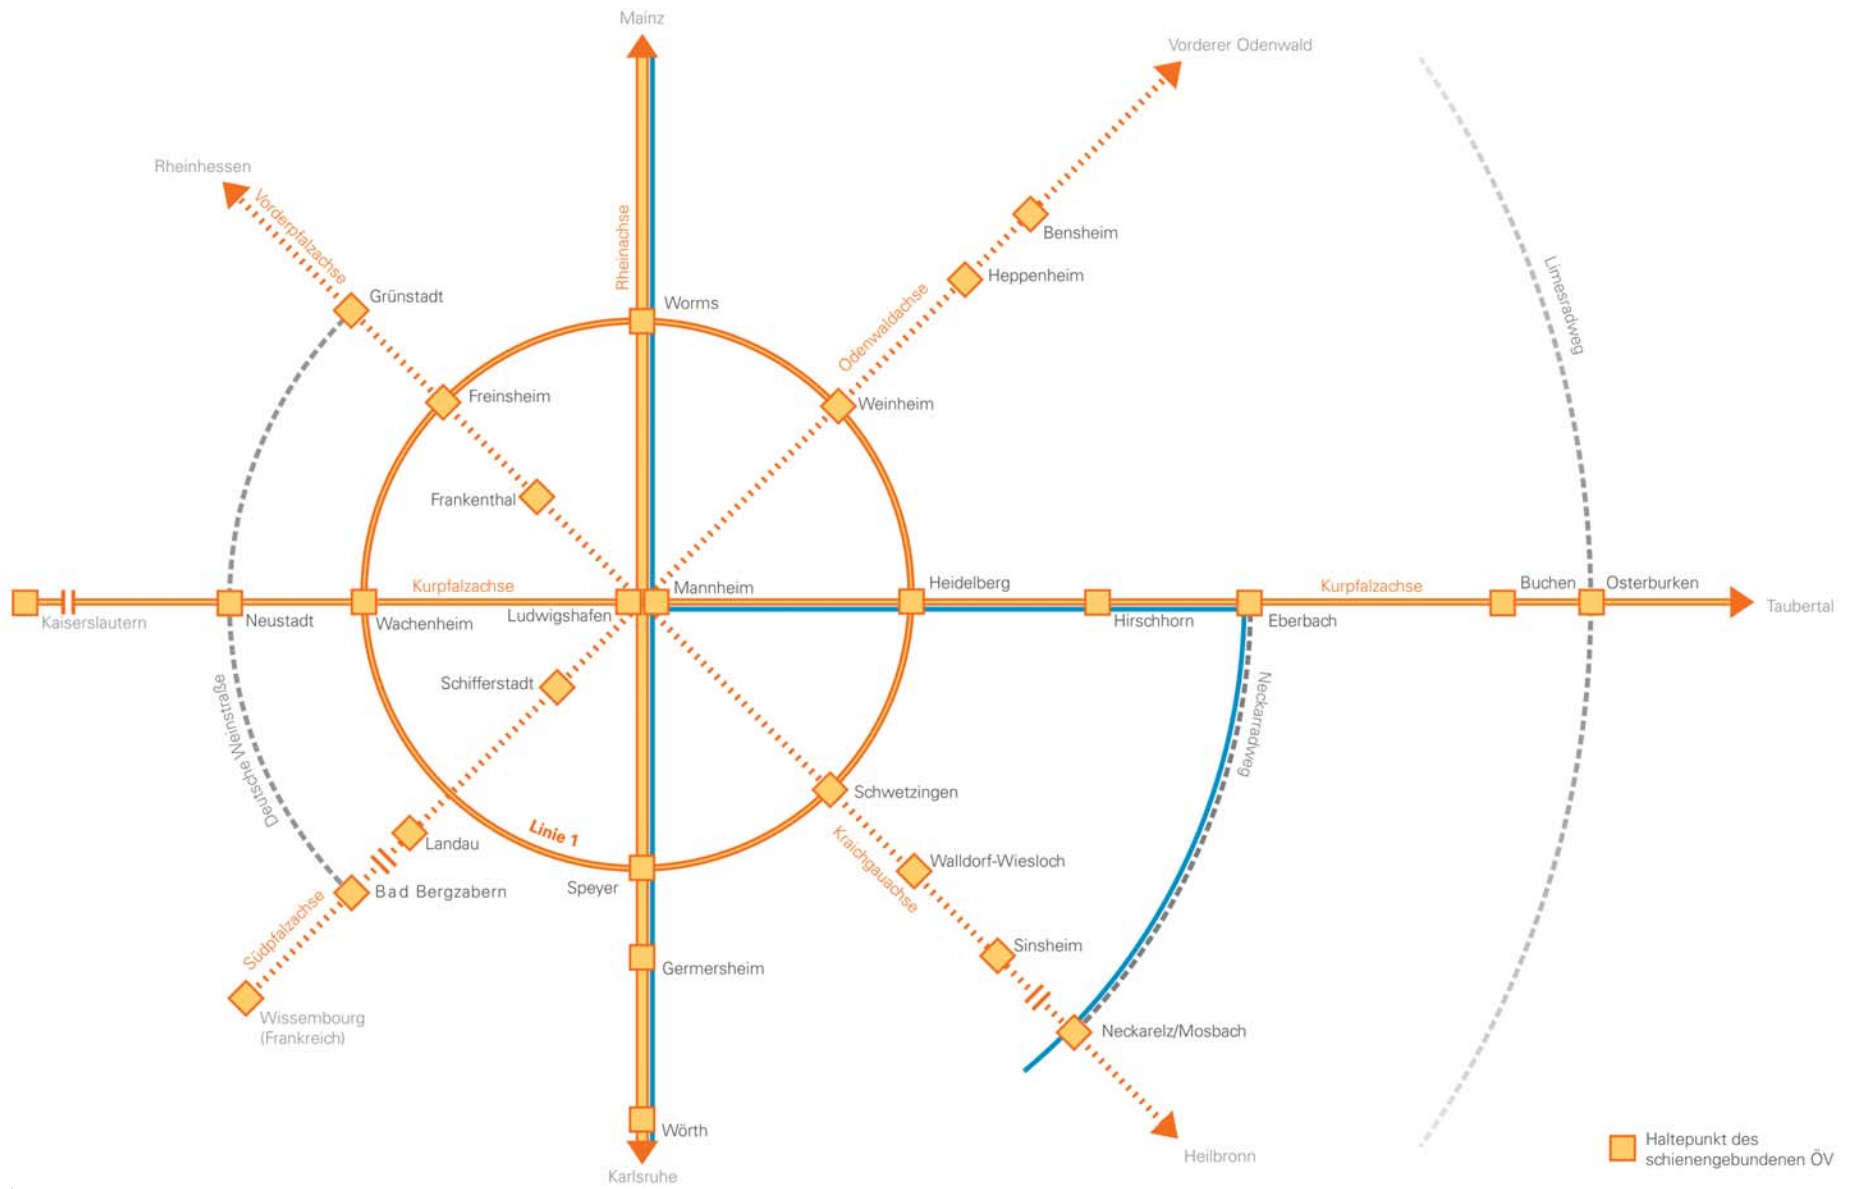 Mainz
Vorderer Odenwald
Rheinhessen
Vorderpfalzachse
Rheinachse
Bensheim
Heppenheim
Limesradweg
Grünstadt
Worms
Odenwaldachse
Freinsheim
Weinheim
Frankenthal
Kurpfalzachse
Mannheim
Heidelberg
Kurpfalzachse
Buchen
Osterburken
Taubertal
Kaiserslautern
Neustadt
Wachenheim
Ludwigshafen
Hirschhorn
Eberbach
Schifferstadt
Deutsche Weinstraße
Neckarradweg
Schwetzingen
Linie 1
Landau
Kraichgauachse
Walldorf-Wiesloch
Speyer
Bad Bergzabern
Südpfalzachse
Sinsheim
Germersheim
Wissembourg
(Frankreich)
Neckarelz/Mosbach
Wörth
Karlsruhe
Heilbronn
Haltepunkt des
schienengebundenen ÖV